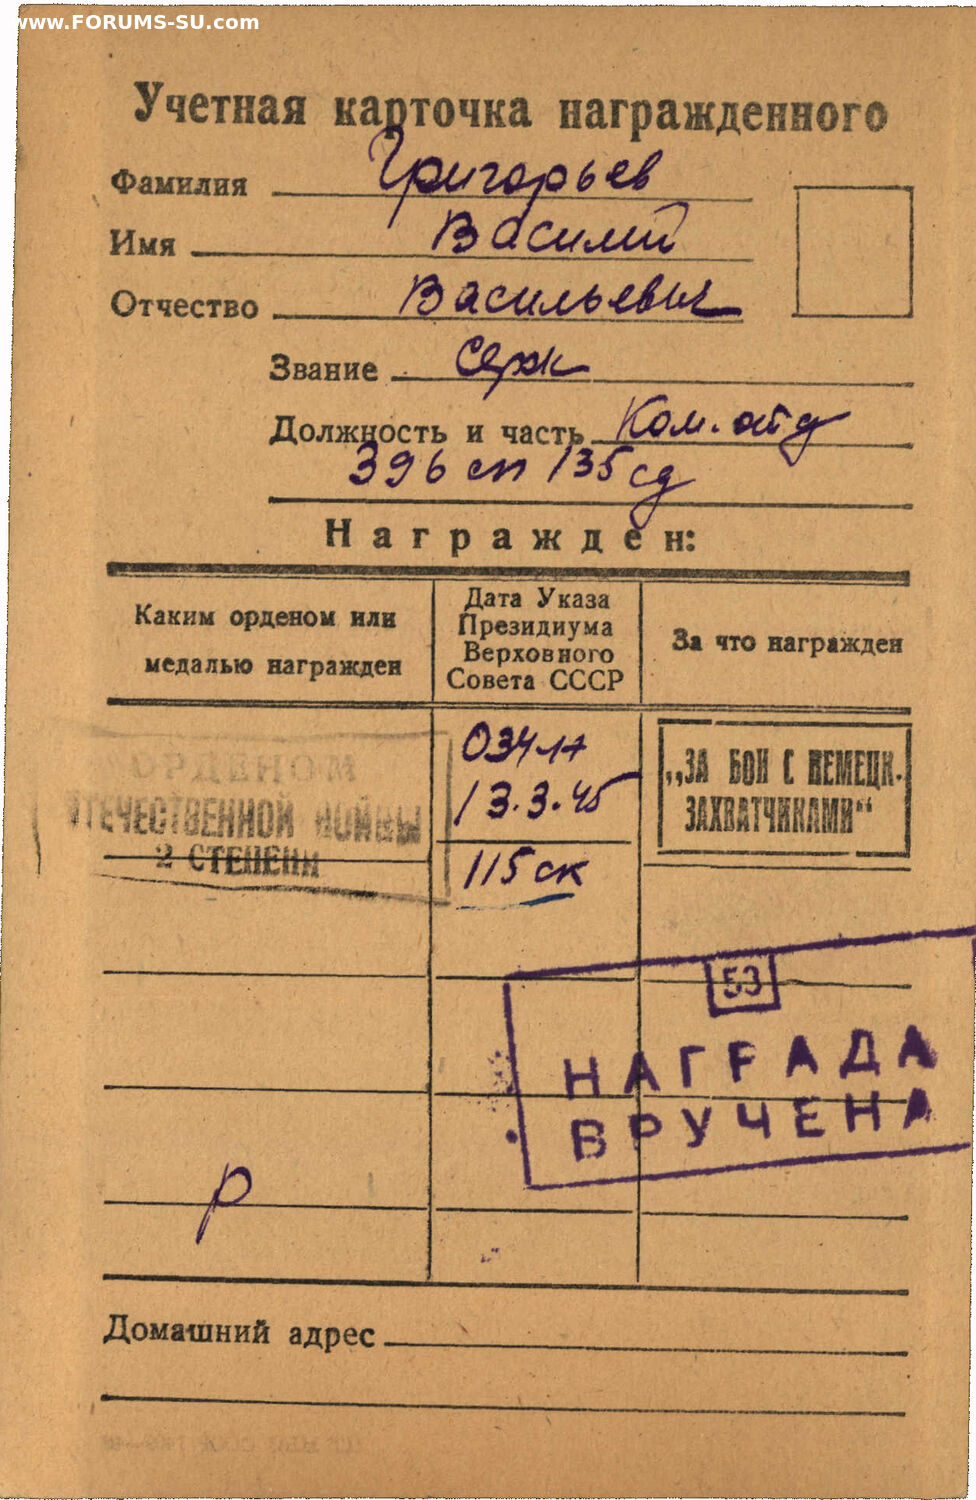 www.FORUMS-SU.com
Учетная карточка награжденного
Фамилия Григорьев
Имя Василий
Отчество Васильевич
Звание Серж
Должность и часть Ком. отд
396 сп 135 сд
Награжден:
Каким орденом или
медалью награжден
Дата Указа
Президиума
Верховного
Совета СССР
За что награжден
ОРДЕНОМ
ОТЕЧЕСТВЕННОЙ ВОЙНЫ
2 СТЕПЕНИ
034/н
13.3.45
115 ск
„ЗА БОИ С НЕМЕЦК.
ЗАХВАТЧИКАМИ“
53
НАГРАДА
ВРУЧЕНА
р
Домашний адрес